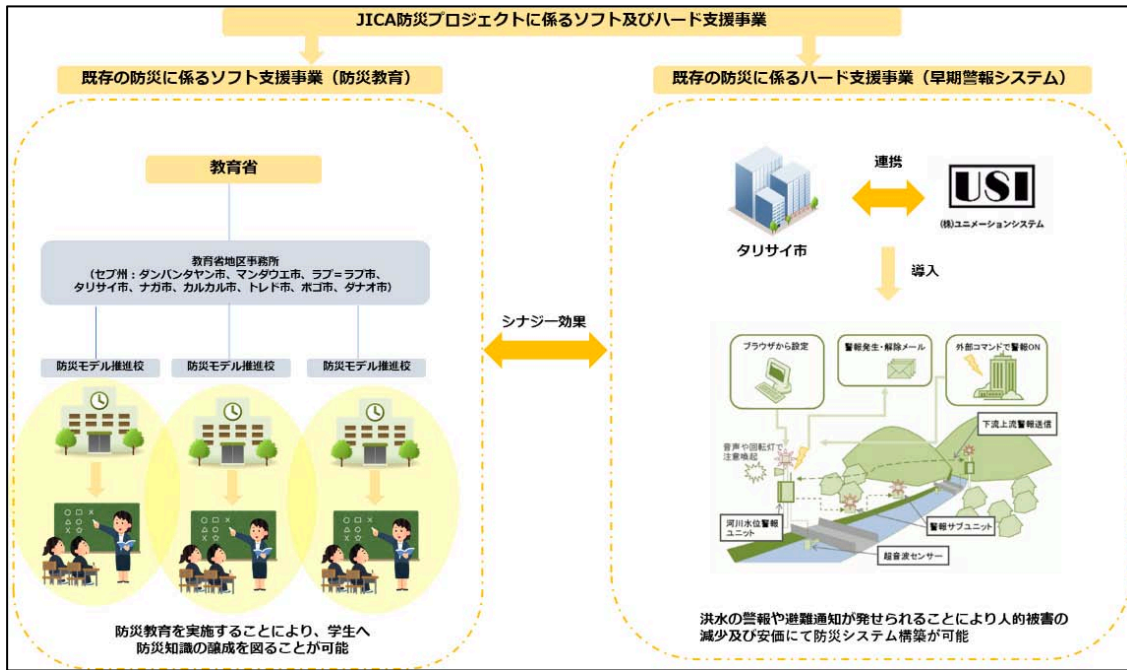 JICA防災プロジェクトに係るソフト及びハード支援事業
既存の防災に係るソフト支援事業（防災教育）
教育省
教育省地区事務所
（セブ州：ダンバンタヤン市、マンダウエ市、ラプ＝ラプ市、
タリサイ市、ナガ市、カルカル市、トレド市、ボゴ市、ダナオ市）
防災モデル推進校
防災モデル推進校
防災モデル推進校
防災教育を実施することにより、学生へ
防災知識の醸成を図ることが可能
シナジー効果
既存の防災に係るハード支援事業（早期警報システム）
タリサイ市
連携
USI
(株)ユニメーションシステム
導入
ブラウザから設定
警報発生・解除メール
外部コマンドで警報ON
下流上流警報送信
音声や回転灯で
注意喚起
河川水位警報
ユニット
警報サブユニット
超音波センサー
洪水の警報や避難通知が発せられることにより人的被害の
減少及び安価にて防災システム構築が可能